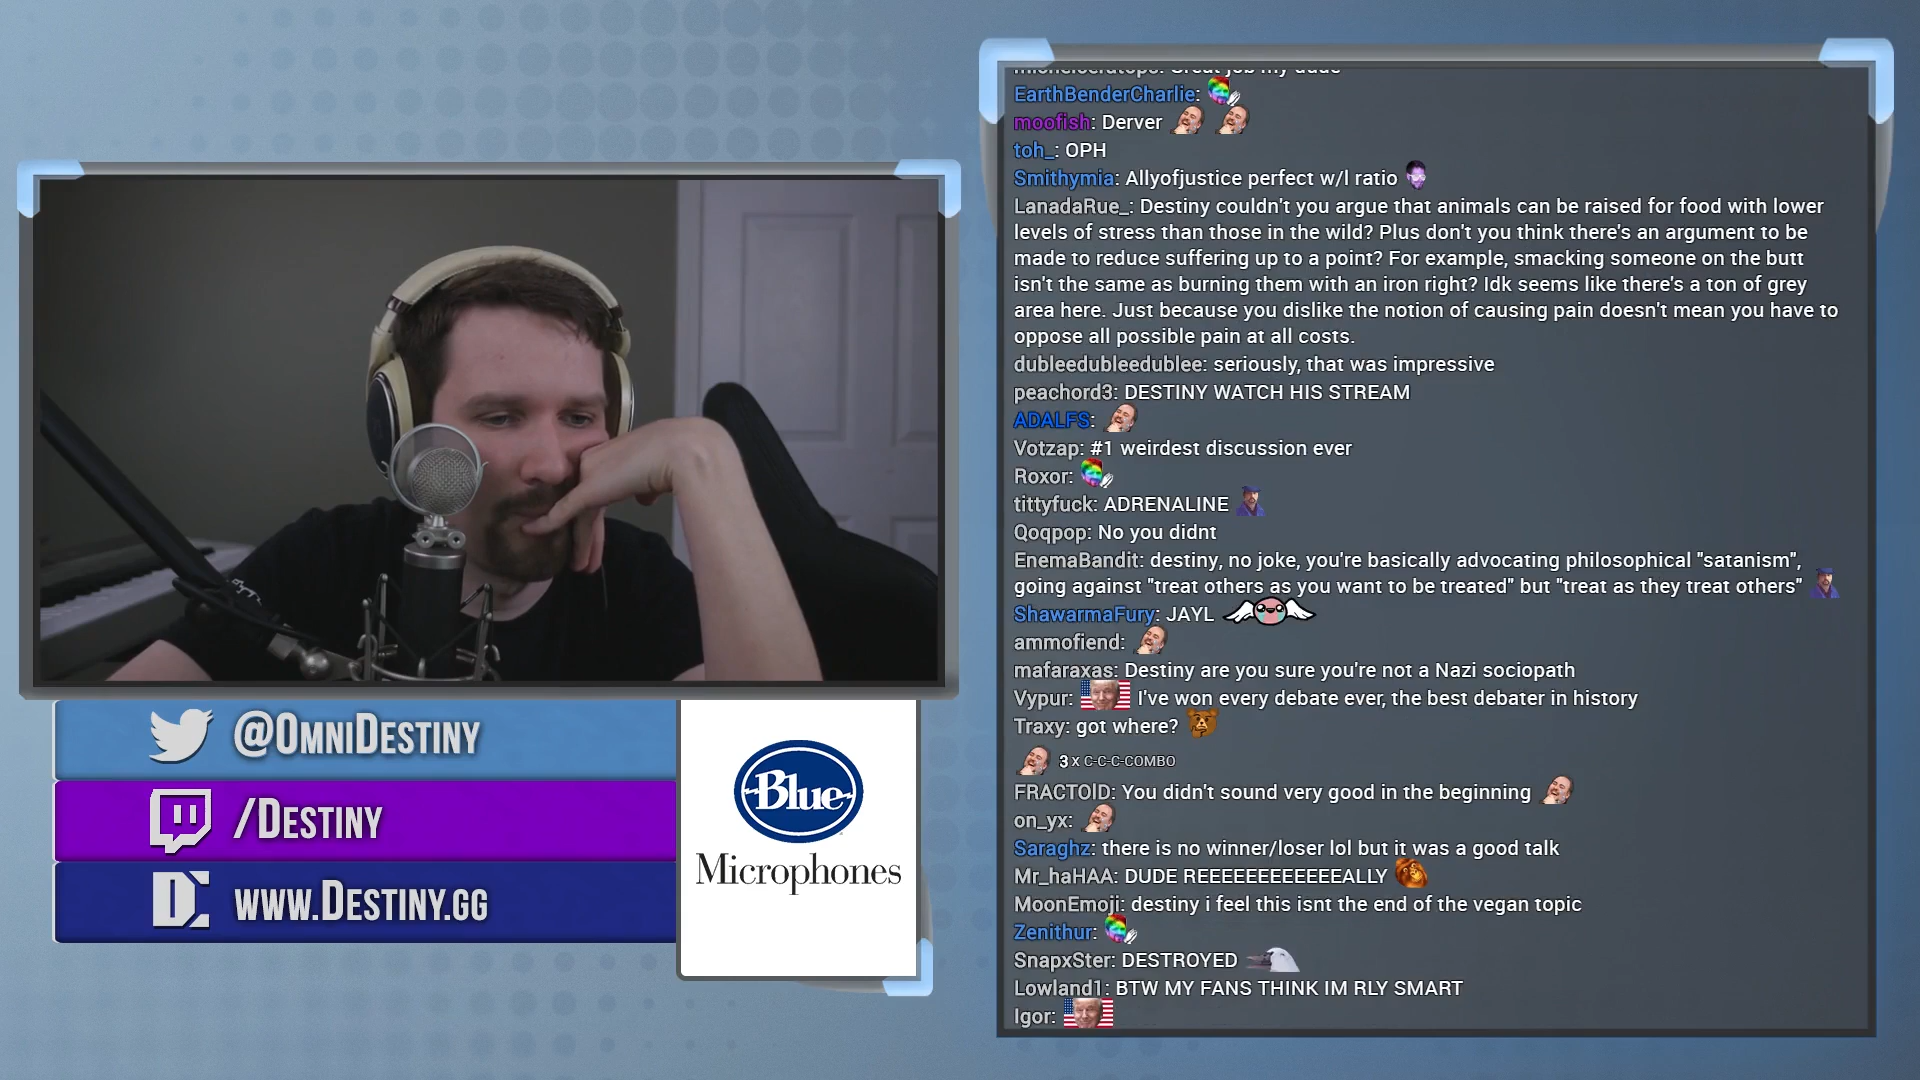 EarthBenderCharlie:
moofish: Derver
toh_: OPH
Smithymia: Allyofjustice perfect w/l ratio
LanadaRue_: Destiny couldn't you argue that animals can be raised for food with lower
levels of stress than those in the wild? Plus don't you think there's an argument to be
made to reduce suffering up to a point? For example, smacking someone on the butt
isn't the same as burning them with an iron right? Idk seems like there's a ton of grey
area here. Just because you dislike the notion of causing pain doesn't mean you have to
oppose all possible pain at all costs.
dubleedubleedublee: seriously, that was impressive
peachord3: DESTINY WATCH HIS STREAM
ADALFS:
Votzap: #1 weirdest discussion ever
Roxor:
tittyfuck: ADRENALINE
Qoqpop: No you didnt
EnemaBandit: destiny, no joke, you're basically advocating philosophical "satanism",
going against "treat others as you want to be treated" but "treat as they treat others"
ShawarmaFury: JAYL
ammofiend:
mafaraxas: Destiny are you sure you're not a Nazi sociopath
Vypur: I've won every debate ever, the best debater in history
Traxy: got where?
3 x C-C-C-COMBO
FRACTOID: You didn't sound very good in the beginning
on_yx:
Saraghz: there is no winner/loser lol but it was a good talk
Mr_haHAA: DUDE REEEEEEEEEEEEALLY
MoonEmoji: destiny i feel this isnt the end of the vegan topic
Zenithur:
SnapxSter: DESTROYED
Lowland1: BTW MY FANS THINK IM RLY SMART
Igor:
@OMNIDESTINY
/DESTINY
WWW.DESTINY.GG
Blue
Microphones